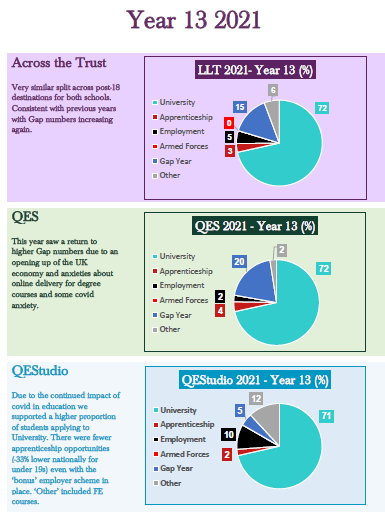 Year 13 2021
Across the Trust
Very similar split across post-18
destinations for both schools.
Consistent with previous years
with Gap numbers increasing
again.
LLT 2021- Year 13 (%)
University
Apprenticeship
Employment
Armed Forces
Gap Year
Other
6
15
72
0
5
3
QES
This year saw a return to
higher Gap numbers due to an
opening up of the UK
economy and anxieties about
online delivery for degree
courses and some covid
anxiety.
QES 2021 - Year 13 (%)
University
Apprenticeship
Employment
Armed Forces
Gap Year
Other
2
20
72
2
4
QEStudio
Due to the continued impact of
covid in education we
supported a higher proportion
of students applying to
University. There were fewer
apprenticeship opportunities
(-33% lower nationally for
under 19s) even with the
‘bonus’ employer scheme in
place. ‘Other’ included FE
courses.
QEStudio 2021 - Year 13 (%)
University
Apprenticeship
Employment
Armed Forces
Gap Year
Other
12
5
71
10
2